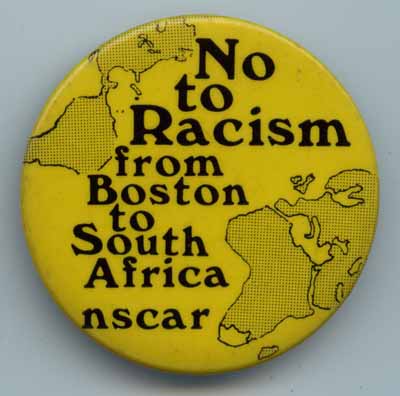 No
to
Racism
from
Boston
to
South
Africa
nscar